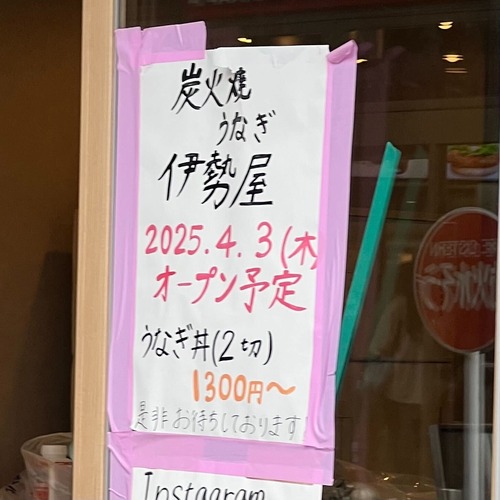 炭火焼
うなぎ
伊勢屋
2025.4.3(木)
オープン予定
うなぎ丼(2切)
1300円〜
是非お待ちしております
Instagram